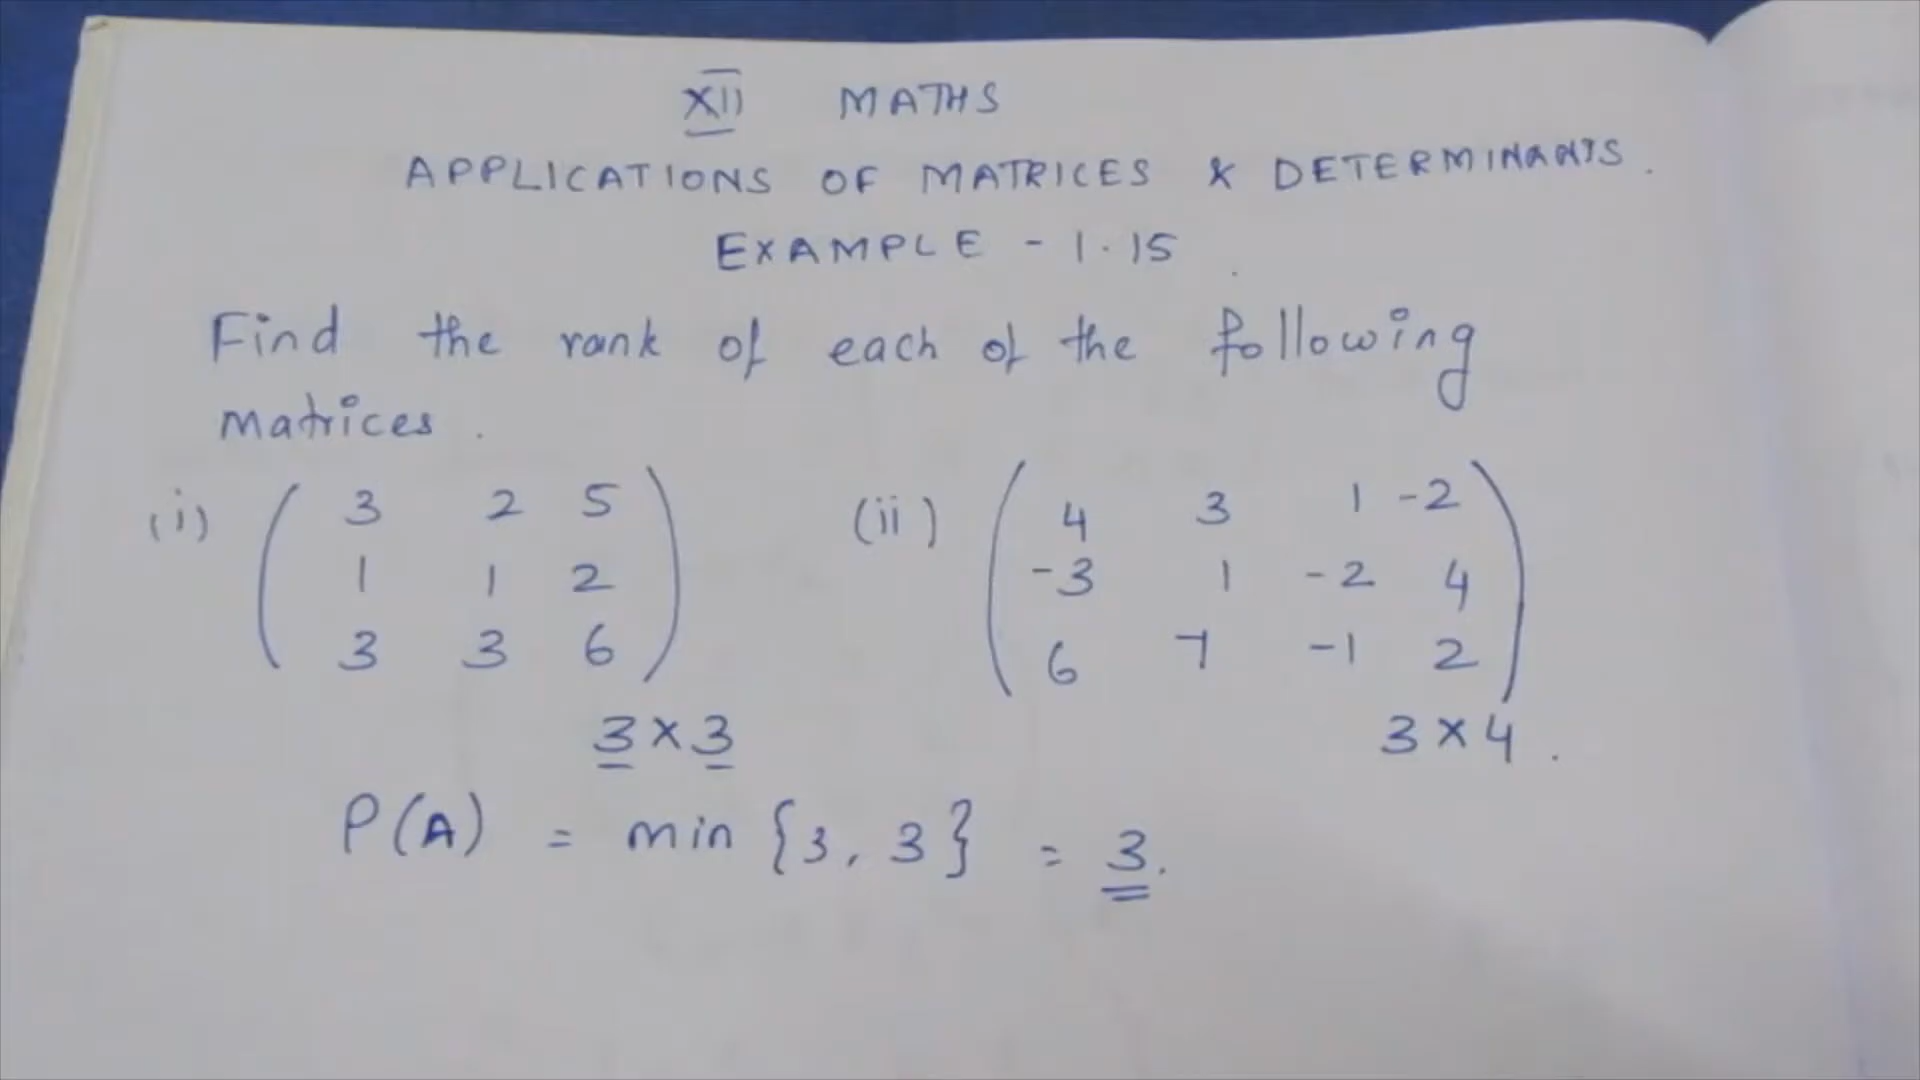 XII MATHS
APPLICATIONS OF MATRICES & DETERMINANTS.
EXAMPLE - 1.15
Find the rank of each of the following
matrices.
(i) ( 3 2 5 ) (ii) ( 4 3 1 -2 )
1 1 2 -3 1 -2 4
3 3 6 6 7 -1 2
3×3 3×4.
P(A) = min {3, 3} = 3.